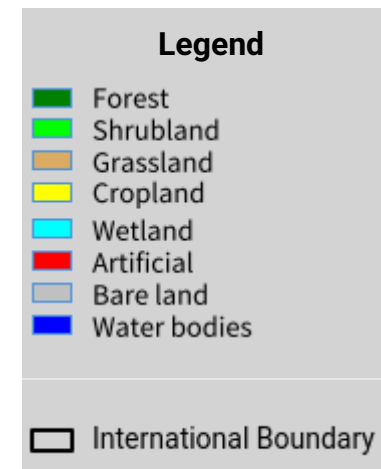 Legend
Forest
Shrubland
Grassland
Cropland
Wetland
Artificial
Bare land
Water bodies
International Boundary